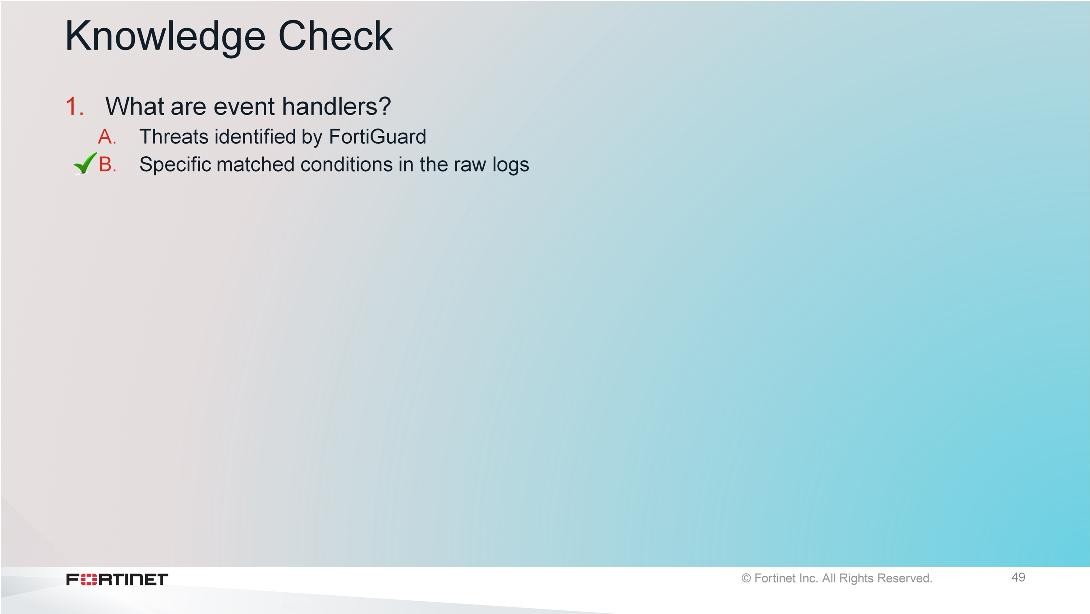 Knowledge Check
1. What are event handlers?
A. Threats identified by FortiGuard
B. Specific matched conditions in the raw logs
FORTINET
© Fortinet Inc. All Rights Reserved.
49